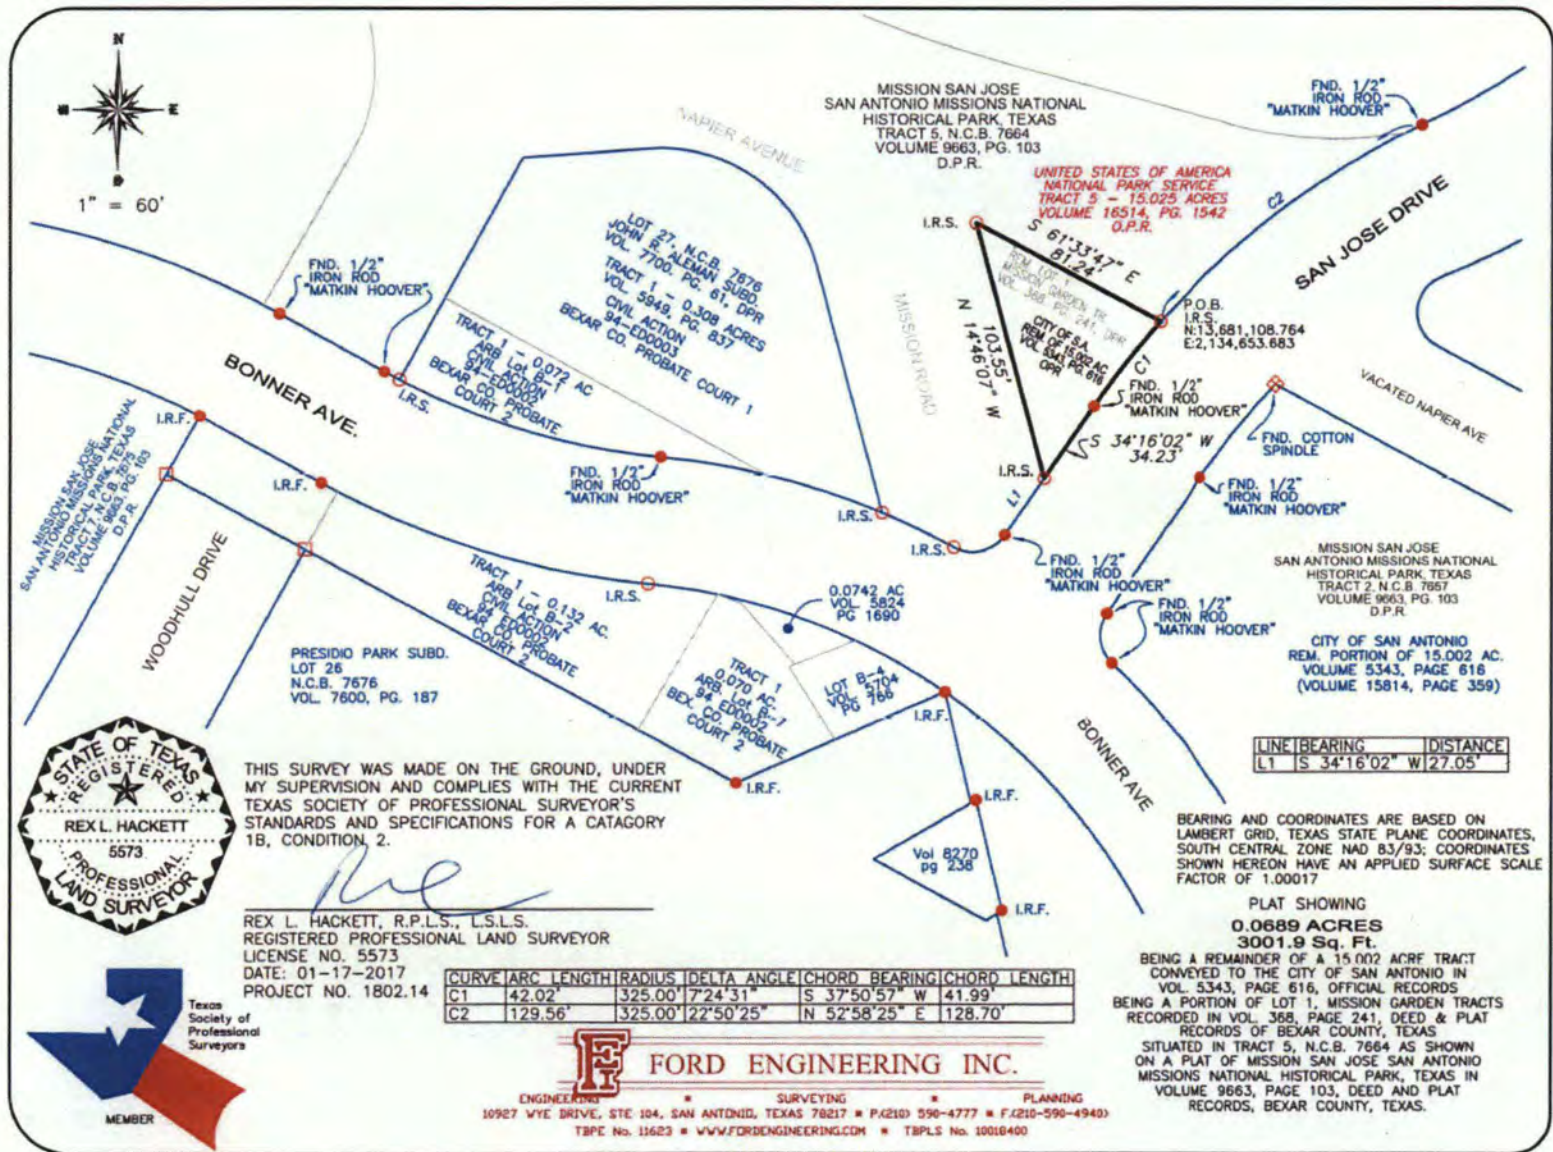 N
1" = 60'
NAPIER AVENUE
MISSION SAN JOSE
SAN ANTONIO MISSIONS NATIONAL
HISTORICAL PARK, TEXAS
TRACT 5, N.C.B. 7664
VOLUME 9663, PG. 103
D.P.R.
UNITED STATES OF AMERICA
NATIONAL PARK SERVICE
TRACT 5 - 15.025 ACRES
VOLUME 16514, PG. 1542
O.P.R.
FND. 1/2"
IRON ROD
"MATKIN HOOVER"
C2
SAN JOSE DRIVE
I.R.S.
S 61°33'47" E
81.24'
REM. LOT 1
MISSION GARDEN TR.
VOL. 368, PG. 241, DPR
CITY OF S.A.
REM. OF 15.002 AC
VOL. 5343, PG. 616
OPR
103.55'
N 14°46'07" W
MISSION ROAD
P.O.B.
I.R.S.
N:13,681,108.764
E:2,134,653.683
C1
FND. 1/2"
IRON ROD
"MATKIN HOOVER"
S 34°16'02" W
34.23'
I.R.S.
L1
VACATED NAPIER AVE
FND. COTTON
SPINDLE
FND. 1/2"
IRON ROD
"MATKIN HOOVER"
FND. 1/2"
IRON ROD
"MATKIN HOOVER"
LOT 27, N.C.B. 7676
JOHN R. ALEMAN SUBD.
VOL. 7700, PG. 61, DPR
TRACT 1 - 0.308 ACRES
VOL. 5949, PG. 837
CIVIL ACTION
94-ED0003
BEXAR CO. PROBATE COURT 1
TRACT 1 - 0.072 AC
ARB Lot B-1
CIVIL ACTION
94-ED0002
BEXAR CO. PROBATE
COURT 2
BONNER AVE.
I.R.S.
FND. 1/2"
IRON ROD
"MATKIN HOOVER"
I.R.S.
I.R.S.
FND. 1/2"
IRON ROD
"MATKIN HOOVER"
FND. 1/2"
IRON ROD
"MATKIN HOOVER"
I.R.F.
I.R.F.
MISSION SAN JOSE
SAN ANTONIO MISSIONS NATIONAL
HISTORICAL PARK, TEXAS
TRACT 7, N.C.B. 7675
VOLUME 9663, PG. 103
D.P.R.
WOODHULL DRIVE
PRESIDIO PARK SUBD.
LOT 26
N.C.B. 7676
VOL. 7600, PG. 187
TRACT 1 - 0.132 AC.
ARB Lot B-2
CIVIL ACTION
94 ED0002
BEXAR CO. PROBATE
COURT 2
I.R.S.
0.0742 AC
VOL. 5824
PG 1690
TRACT 1
0.070 AC.
ARB. Lot B-1
94 ED0002
BEX. CO. PROBATE
COURT 2
LOT B-4
VOL. 5704
PG 766
I.R.F.
I.R.F.
I.R.F.
Vol 8270
pg 238
I.R.F.
BONNER AVE
MISSION SAN JOSE
SAN ANTONIO MISSIONS NATIONAL
HISTORICAL PARK, TEXAS
TRACT 2, N.C.B. 7657
VOLUME 9663, PG. 103
D.P.R.
CITY OF SAN ANTONIO
REM. PORTION OF 15.002 AC.
VOLUME 5343, PAGE 616
(VOLUME 15814, PAGE 359)
LINE BEARING DISTANCE
L1 S 34°16'02" W 27.05'
BEARING AND COORDINATES ARE BASED ON
LAMBERT GRID, TEXAS STATE PLANE COORDINATES,
SOUTH CENTRAL ZONE NAD 83/93; COORDINATES
SHOWN HEREON HAVE AN APPLIED SURFACE SCALE
FACTOR OF 1.00017
PLAT SHOWING
0.0689 ACRES
3001.9 Sq. Ft.
BEING A REMAINDER OF A 15.002 ACRE TRACT
CONVEYED TO THE CITY OF SAN ANTONIO IN
VOL. 5343, PAGE 616, OFFICIAL RECORDS
BEING A PORTION OF LOT 1, MISSION GARDEN TRACTS
RECORDED IN VOL. 368, PAGE 241, DEED & PLAT
RECORDS OF BEXAR COUNTY, TEXAS
SITUATED IN TRACT 5, N.C.B. 7664 AS SHOWN
ON A PLAT OF MISSION SAN JOSE SAN ANTONIO
MISSIONS NATIONAL HISTORICAL PARK, TEXAS IN
VOLUME 9663, PAGE 103, DEED AND PLAT
RECORDS, BEXAR COUNTY, TEXAS.
STATE OF TEXAS
REGISTERED
REX L. HACKETT
5573
PROFESSIONAL
LAND SURVEYOR
THIS SURVEY WAS MADE ON THE GROUND, UNDER
MY SUPERVISION AND COMPLIES WITH THE CURRENT
TEXAS SOCIETY OF PROFESSIONAL SURVEYOR'S
STANDARDS AND SPECIFICATIONS FOR A CATAGORY
1B, CONDITION 2.
REX L. HACKETT, R.P.L.S., L.S.L.S.
REGISTERED PROFESSIONAL LAND SURVEYOR
LICENSE NO. 5573
DATE: 01-17-2017
PROJECT NO. 1802.14
CURVE ARC LENGTH RADIUS DELTA ANGLE CHORD BEARING CHORD LENGTH
C1 42.02' 325.00' 7°24'31" S 37°50'57" W 41.99'
C2 129.56' 325.00' 22°50'25" N 52°58'25" E 128.70'
Texas
Society of
Professional
Surveyors
MEMBER
FORD ENGINEERING INC.
ENGINEERING SURVEYING PLANNING
10927 WYE DRIVE, STE 104, SAN ANTONIO, TEXAS 78217 P.(210) 590-4777 F.(210-590-4940)
TBPE No. 11623 WWW.FORDENGINEERING.COM TBPLS No. 10018400